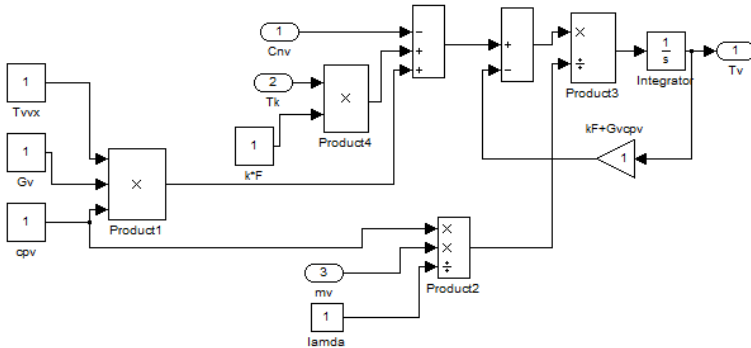 1
Cnv
−
+
+
2
Tk
×
Product4
1
k*F
1
Tvvx
1
Gv
1
cpv
×
Product1
+
−
×
÷
Product3
1
s
Integrator
1
Tv
kF+Gvcpv
1
×
×
÷
Product2
3
mv
1
lamda